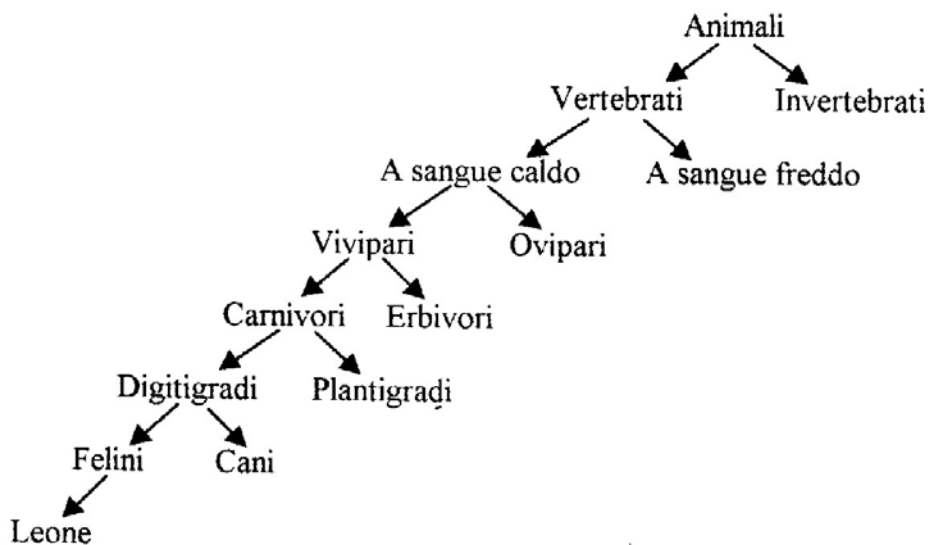 Animali
Vertebrati Invertebrati
A sangue caldo A sangue freddo
Vivipari Ovipari
Carnivori Erbivori
Digitigradi Plantigradi
Felini Cani
Leone